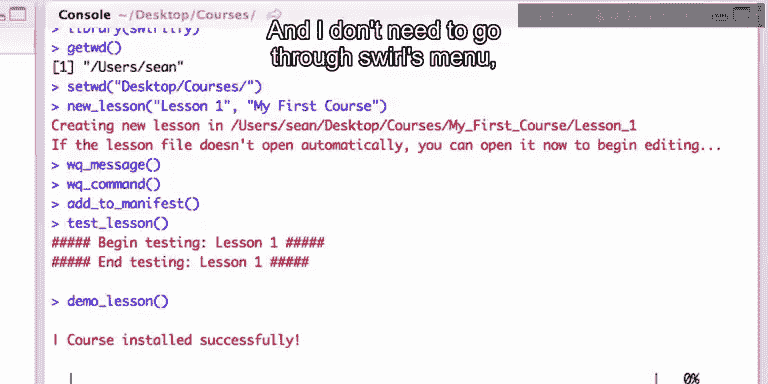 Console ~/Desktop/Courses/
> library(swirlify)
And I don't need to go
through swirl's menu,
> getwd()
[1] "/Users/sean"
> setwd("Desktop/Courses/")
> new_lesson("Lesson 1", "My First Course")
Creating new lesson in /Users/sean/Desktop/Courses/My_First_Course/Lesson_1
If the lesson file doesn't open automatically, you can open it now to begin editing...
> wq_message()
> wq_command()
> add_to_manifest()
> test_lesson()
##### Begin testing: Lesson 1 #####
##### End testing: Lesson 1 #####
> demo_lesson()
| Course installed successfully!
| | 0%